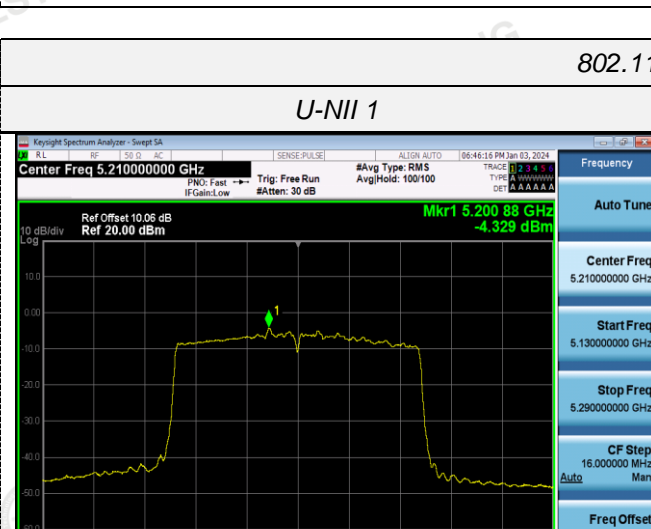 802.11
U-NII 1
Keysight Spectrum Analyzer - Swept SA
RL RF 50 Ω AC SENSE:PULSE ALIGN AUTO 06:46:16 PM Jan 03, 2024
Center Freq 5.210000000 GHz
PNO: Fast
IFGain:Low
Trig: Free Run
#Atten: 30 dB
#Avg Type: RMS
Avg|Hold: 100/100
TRACE 1 2 3 4 5 6
TYPE A WWWWW
DET A A A A A A
Frequency
Auto Tune
Center Freq
5.210000000 GHz
Start Freq
5.130000000 GHz
Stop Freq
5.290000000 GHz
CF Step
16.000000 MHz
Auto Man
Freq Offset
Mkr1 5.200 88 GHz
-4.329 dBm
Ref Offset 10.06 dB
10 dB/div Ref 20.00 dBm
Log
10.0
0.00
-10.0
-20.0
-30.0
-40.0
-50.0
1